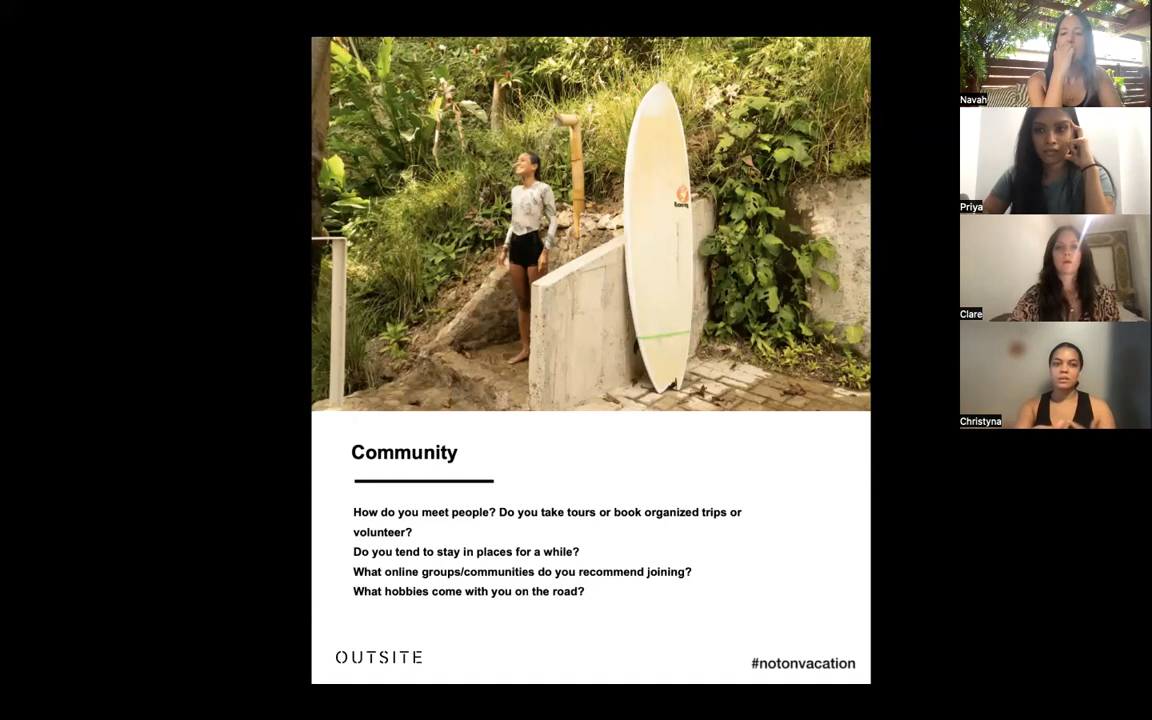 Navah
Priya
torq
Clare
Christyna
Community
How do you meet people? Do you take tours or book organized trips or
volunteer?
Do you tend to stay in places for a while?
What online groups/communities do you recommend joining?
What hobbies come with you on the road?
OUTSITE
#notonvacation